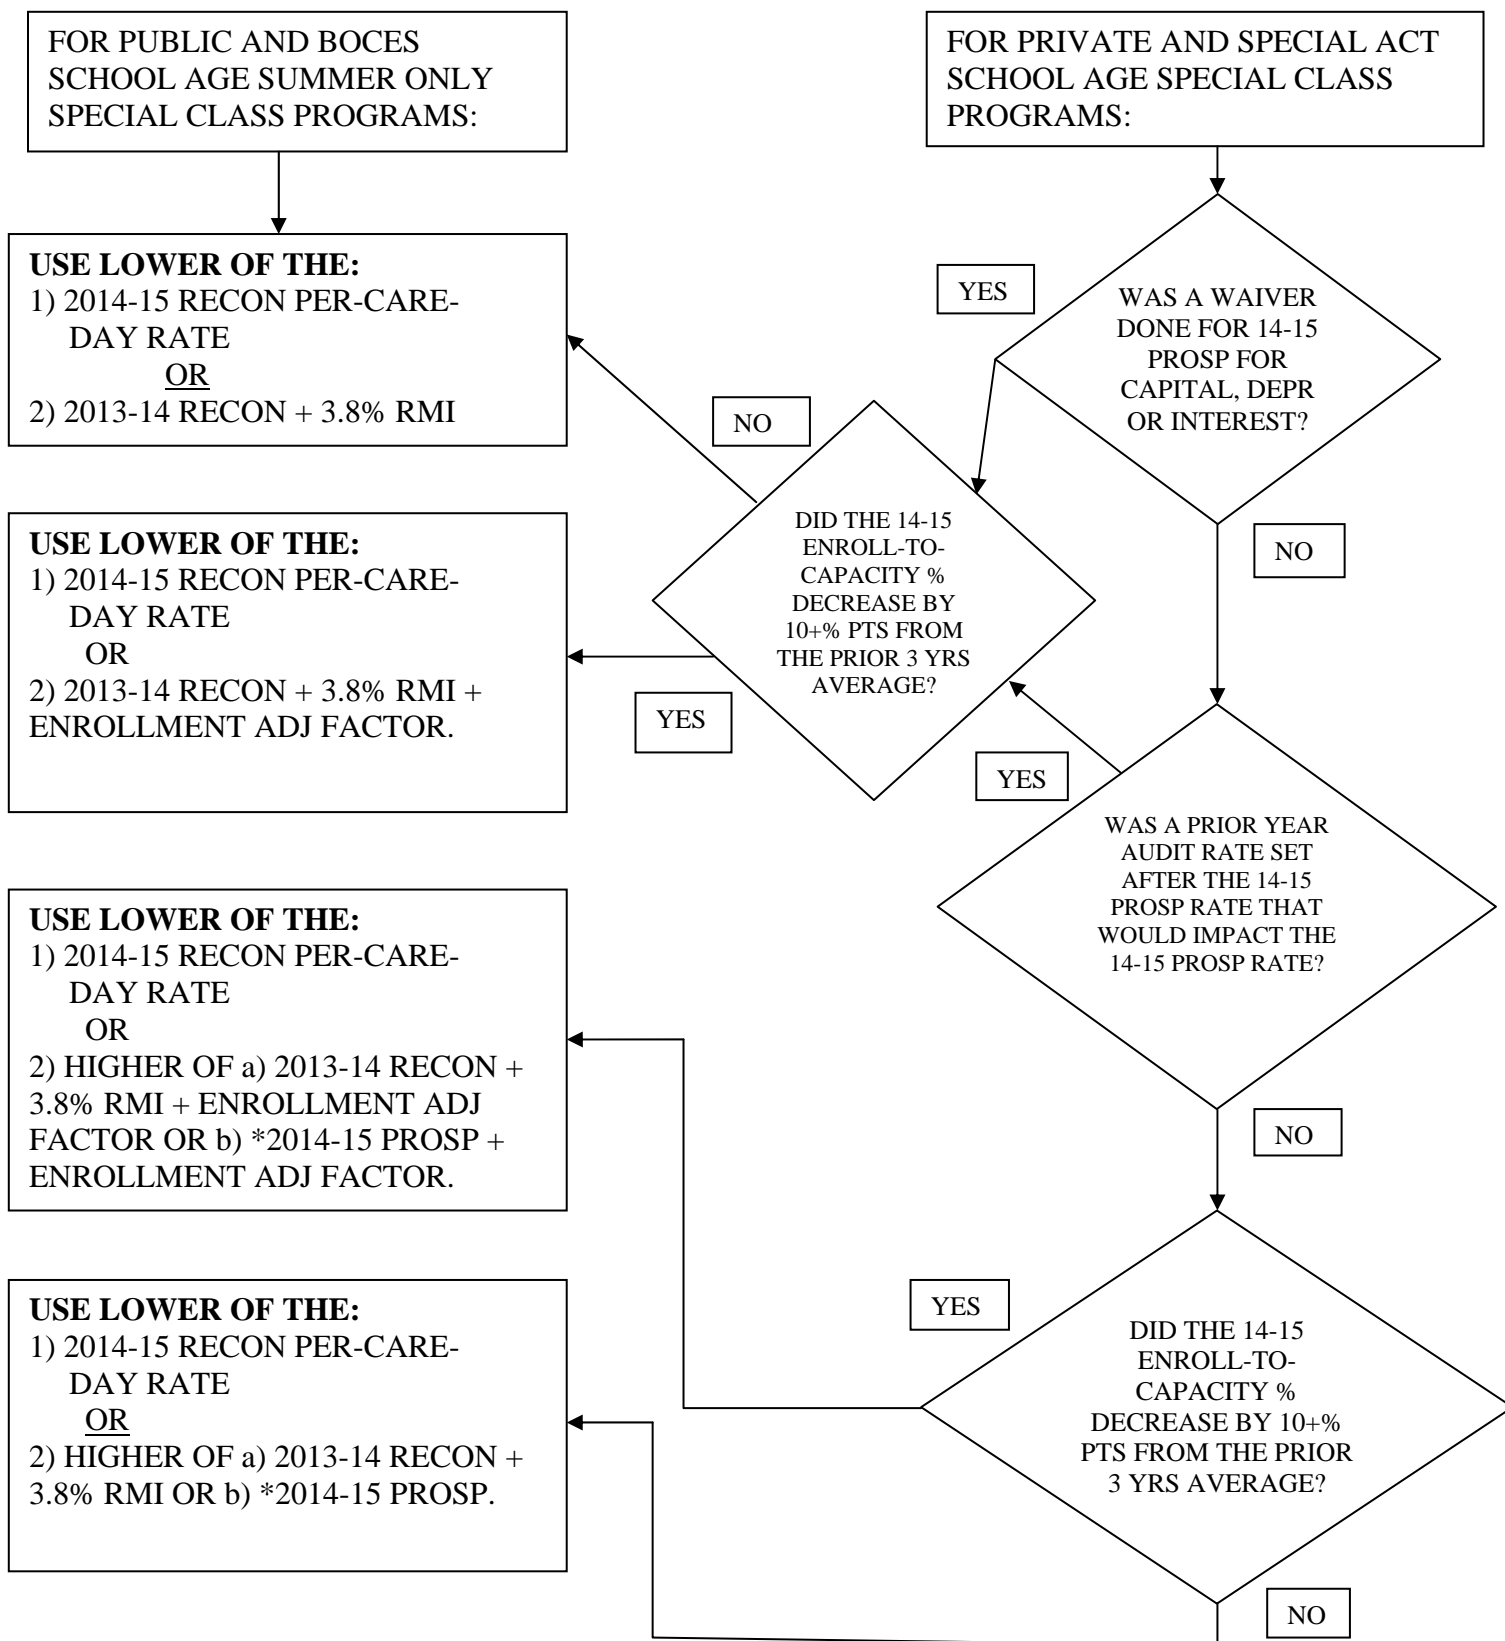 FOR PUBLIC AND BOCES
SCHOOL AGE SUMMER ONLY
SPECIAL CLASS PROGRAMS:
FOR PRIVATE AND SPECIAL ACT
SCHOOL AGE SPECIAL CLASS
PROGRAMS:
USE LOWER OF THE:
1) 2014-15 RECON PER-CARE-
DAY RATE
OR
2) 2013-14 RECON + 3.8% RMI
YES
WAS A WAIVER
DONE FOR 14-15
PROSP FOR
CAPITAL, DEPR
OR INTEREST?
NO
NO
DID THE 14-15
ENROLL-TO-
CAPACITY %
DECREASE BY
10+% PTS FROM
THE PRIOR 3 YRS
AVERAGE?
USE LOWER OF THE:
1) 2014-15 RECON PER-CARE-
DAY RATE
OR
2) 2013-14 RECON + 3.8% RMI +
ENROLLMENT ADJ FACTOR.
YES
YES
WAS A PRIOR YEAR
AUDIT RATE SET
AFTER THE 14-15
PROSP RATE THAT
WOULD IMPACT THE
14-15 PROSP RATE?
USE LOWER OF THE:
1) 2014-15 RECON PER-CARE-
DAY RATE
OR
2) HIGHER OF a) 2013-14 RECON +
3.8% RMI + ENROLLMENT ADJ
FACTOR OR b) *2014-15 PROSP +
ENROLLMENT ADJ FACTOR.
NO
USE LOWER OF THE:
1) 2014-15 RECON PER-CARE-
DAY RATE
OR
2) HIGHER OF a) 2013-14 RECON +
3.8% RMI OR b) *2014-15 PROSP.
YES
DID THE 14-15
ENROLL-TO-
CAPACITY %
DECREASE BY 10+%
PTS FROM THE PRIOR
3 YRS AVERAGE?
NO